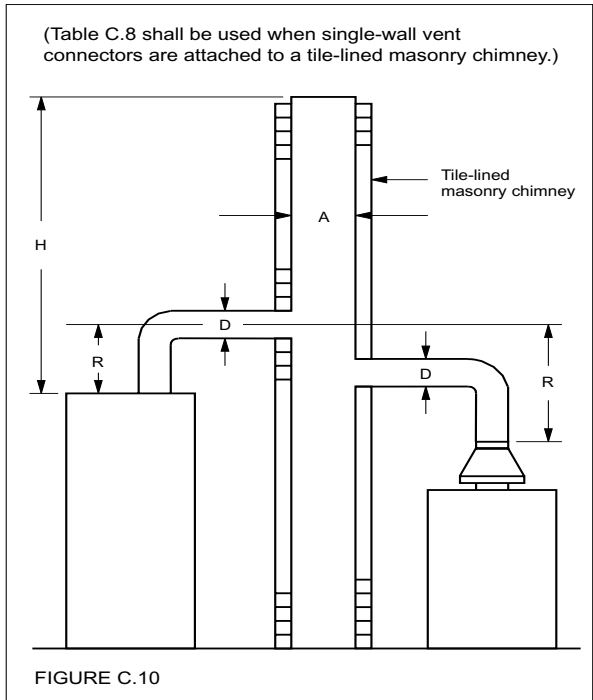 (Table C.8 shall be used when single-wall vent
connectors are attached to a tile-lined masonry chimney.)
Tile-lined
masonry chimney
A
H
D
R
D
R
FIGURE C.10